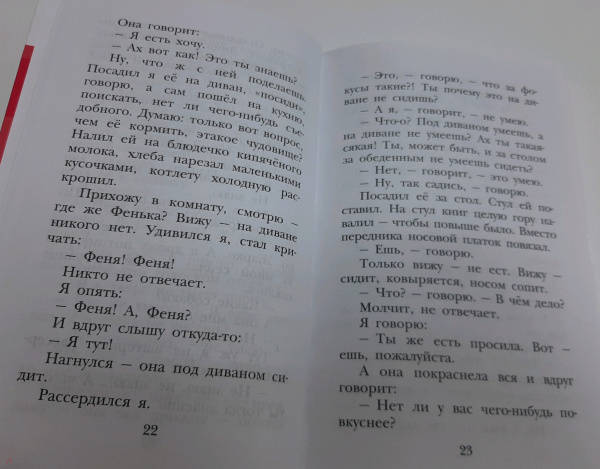 Она говорит:
— Я есть хочу.
— Ах вот как! Это ты знаешь?
Ну, что ж с ней поделаешь.
Посадил я её на диван, «посиди»,
говорю, а сам пошёл на кухню,
поискать, нет ли чего-нибудь съе-
добного. Думаю: только вот вопрос,
чем её кормить, этакое чудовище?
Налил ей на блюдечко кипячёного
молока, хлеба нарезал маленькими
кусочками, котлету холодную рас-
крошил.
Прихожу в комнату, смотрю —
где же Фенька? Вижу — на диване
никого нет. Удивился я, стал кри-
чать:
— Феня! Феня!
Никто не отвечает.
Я опять:
— Феня! А, Феня?
И вдруг слышу откуда-то:
— Я тут!
Нагнулся — она под диваном си-
дит.
Рассердился я.
22
— Это, — говорю, — что за фо-
кусы такие?! Ты почему это на ди-
ване не сидишь?
— А я, — говорит, — не умею.
— Что-о? Под диваном умеешь, а
на диване не умеешь? Ах ты такая-
сякая! Ты, может быть, и за столом
за обеденным не умеешь сидеть?
— Нет, — говорит, — это умею.
— Ну, так садись, — говорю.
Посадил её за стол. Стул ей по-
ставил. На стул книг целую гору на-
валил — чтобы повыше было. Вместо
передника носовой платок повязал.
— Ешь, — говорю.
Только вижу — не ест. Вижу —
сидит, ковыряется, носом сопит.
— Что? — говорю. — В чём дело?
Молчит, не отвечает.
Я говорю:
— Ты же есть просила. Вот —
ешь, пожалуйста.
А она покраснела вся и вдруг
говорит:
— Нет ли у вас чего-нибудь по-
вкуснее?
23